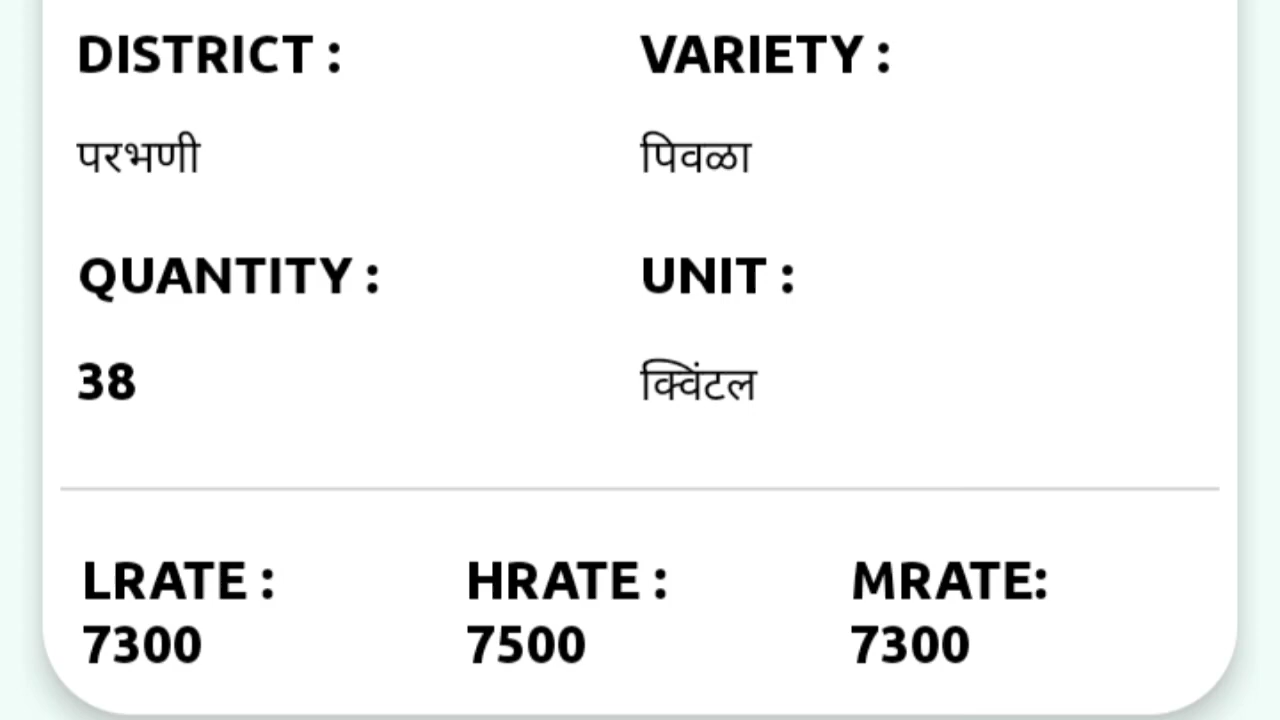 DISTRICT : VARIETY :
परभणी पिवळा
QUANTITY : UNIT :
38 क्विंटल
LRATE : HRATE : MRATE:
7300 7500 7300